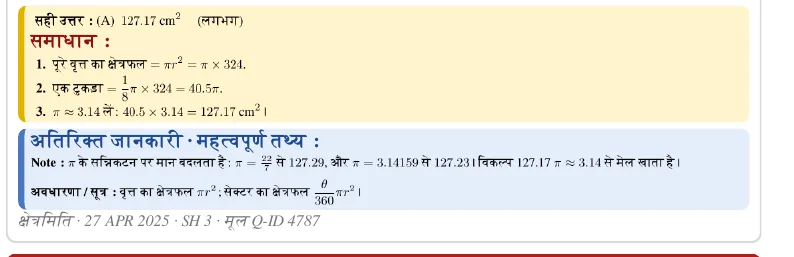 सही उत्तर : (A) 127.17 cm² (लगभग)
समाधान :
1. पूरे वृत्त का क्षेत्रफल = πr² = π × 324.
2. एक टुकडा = 1/8 π × 324 = 40.5π.
3. π ≈ 3.14 लें: 40.5 × 3.14 = 127.17 cm²।
अतिरिक्त जानकारी · महत्वपूर्ण तथ्य :
Note : π के सन्निकटन पर मान बदलता है: π = 22/7 से 127.29, और π = 3.14159 से 127.23। विकल्प 127.17 π ≈ 3.14 से मेल खाता है।
अवधारणा / सूत्र : वृत्त का क्षेत्रफल πr²; सेक्टर का क्षेत्रफल θ/360 πr²।
क्षेत्रमिति · 27 APR 2025 · SH 3 · मूल Q-ID 4787